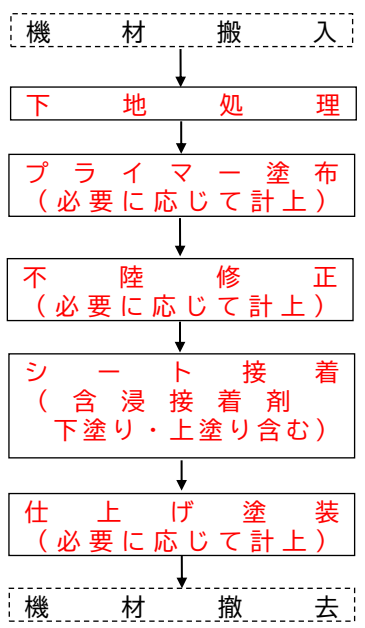 機材搬入
下地処理
プライマー塗布
(必要に応じて計上)
不陸修正
(必要に応じて計上)
シート接着
(含浸接着剤
下塗り・上塗り含む)
仕上げ塗装
(必要に応じて計上)
機材撤去